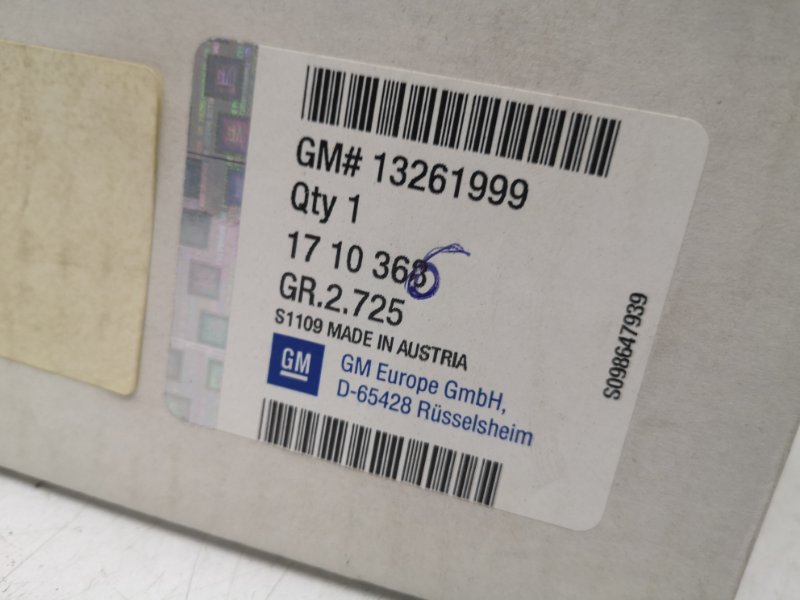 GM# 13261999
Qty 1
17 10 368
GR.2.725
S1109 MADE IN AUSTRIA
GM
GM Europe GmbH,
D-65428 Rüsselsheim
S098647939